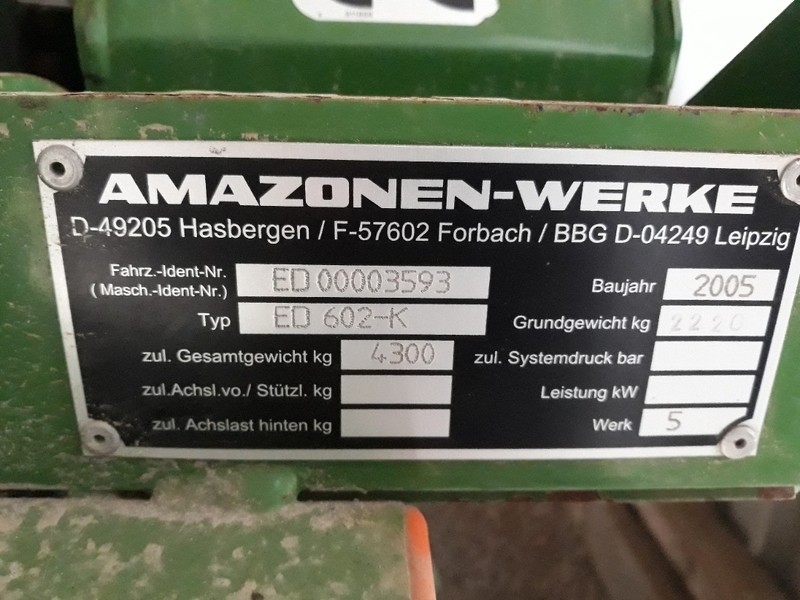 AMAZONEN-WERKE
D-49205 Hasbergen / F-57602 Forbach / BBG D-04249 Leipzig
Fahrz.-Ident-Nr. (Masch.-Ident-Nr.) ED 00003593 Baujahr 2005
Typ ED 602-K Grundgewicht kg 2220
zul. Gesamtgewicht kg 4300 zul. Systemdruck bar
zul.Achsl.vo./ Stützl. kg Leistung kW
zul. Achslast hinten kg Werk 5